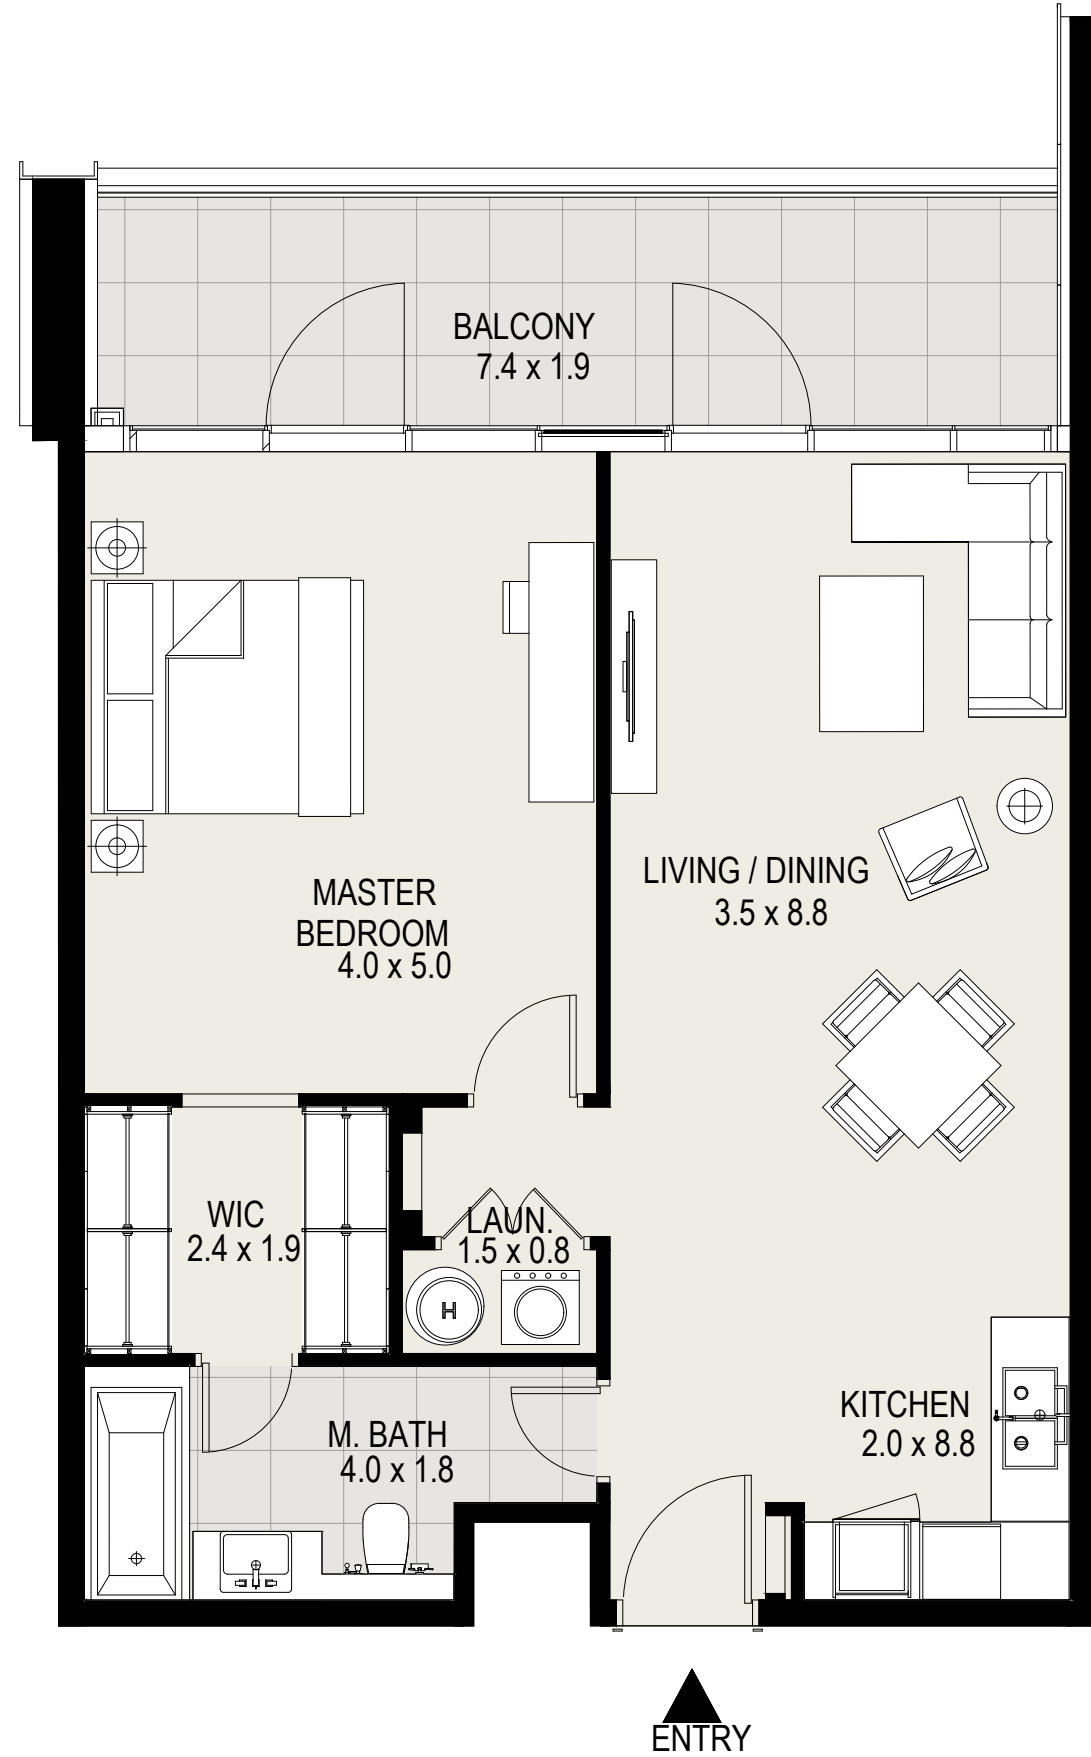 BALCONY
7.4 x 1.9
MASTER
BEDROOM
4.0 x 5.0
LIVING / DINING
3.5 x 8.8
WIC
2.4 x 1.9
LAUN.
1.5 x 0.8
H
KITCHEN
2.0 x 8.8
M. BATH
4.0 x 1.8
ENTRY